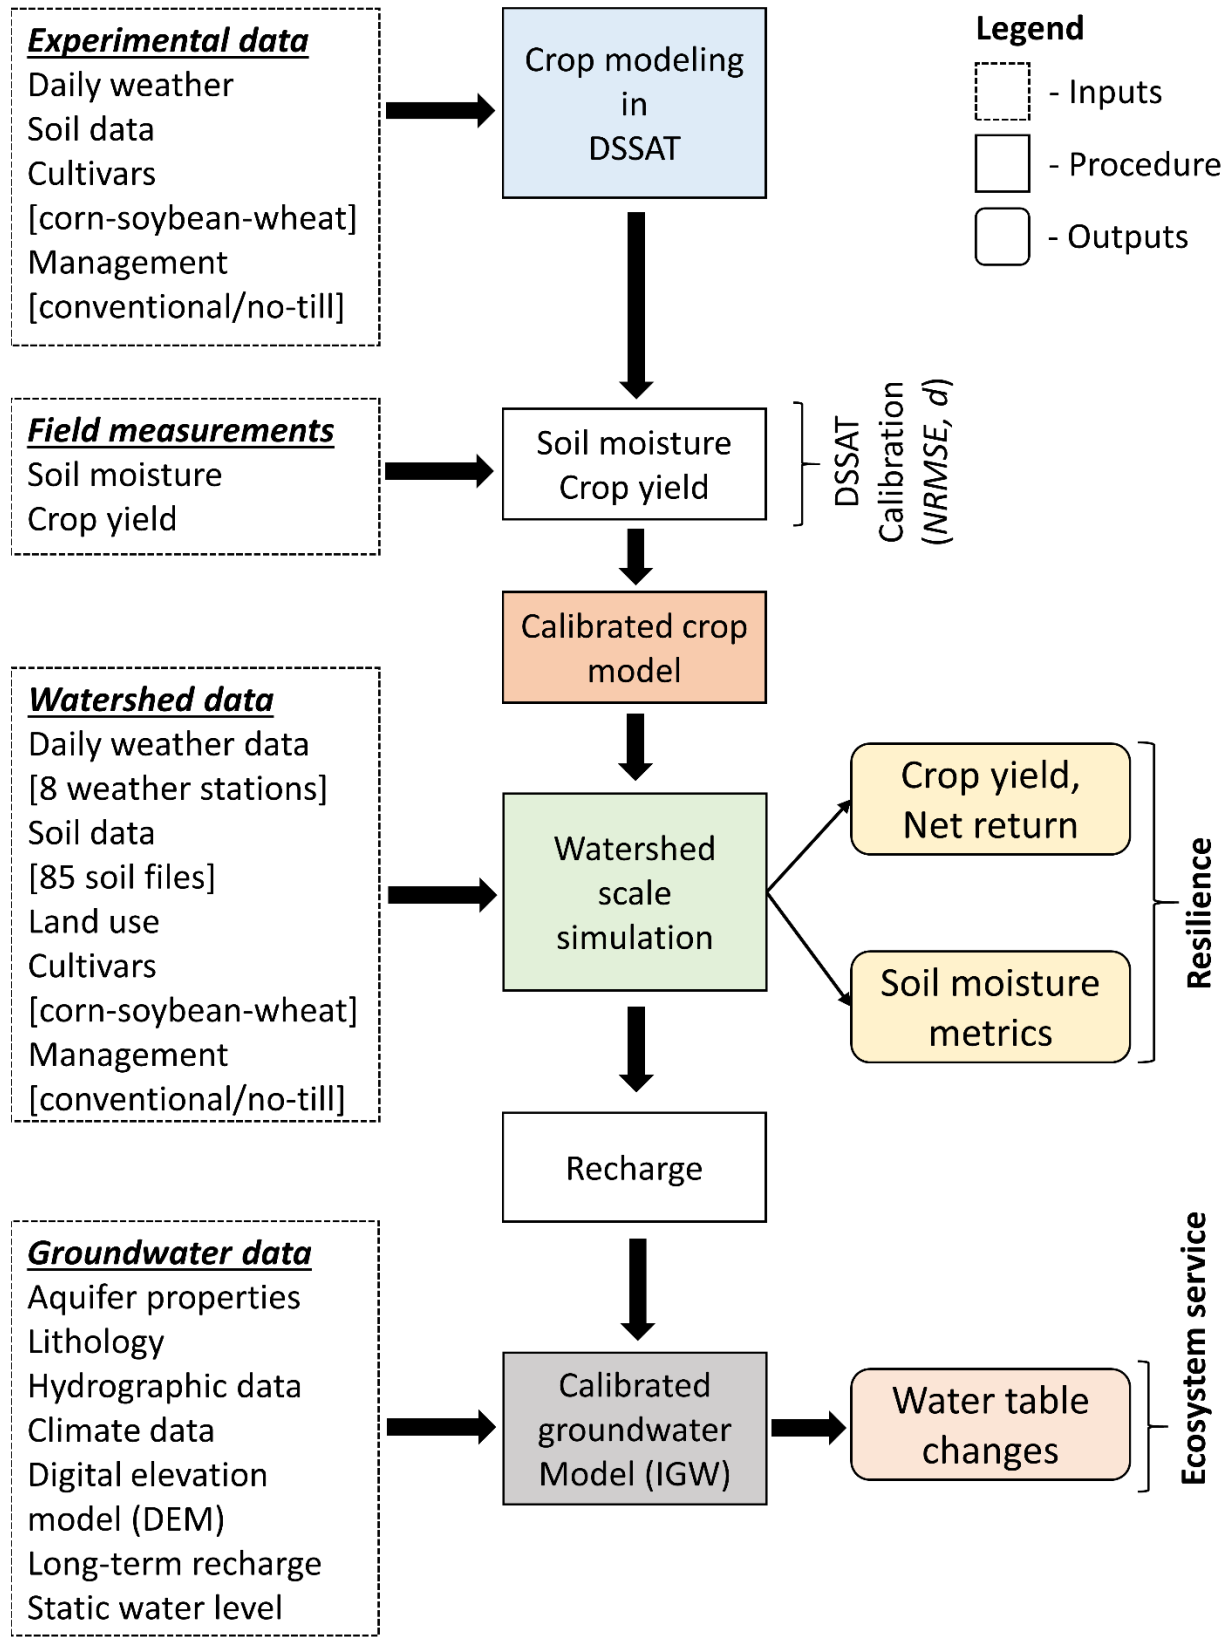 Experimental data
Daily weather
Soil data
Cultivars
[corn-soybean-wheat]
Management
[conventional/no-till]
Crop modeling
in
DSSAT
Legend
- Inputs
- Procedure
- Outputs
Field measurements
Soil moisture
Crop yield
Soil moisture
Crop yield
DSSAT
Calibration
(NRMSE, d)
Calibrated crop
model
Watershed data
Daily weather data
[8 weather stations]
Soil data
[85 soil files]
Land use
Cultivars
[corn-soybean-wheat]
Management
[conventional/no-till]
Watershed
scale
simulation
Crop yield,
Net return
Soil moisture
metrics
Resilience
Recharge
Groundwater data
Aquifer properties
Lithology
Hydrographic data
Climate data
Digital elevation
model (DEM)
Long-term recharge
Static water level
Calibrated
groundwater
Model (IGW)
Water table
changes
Ecosystem service